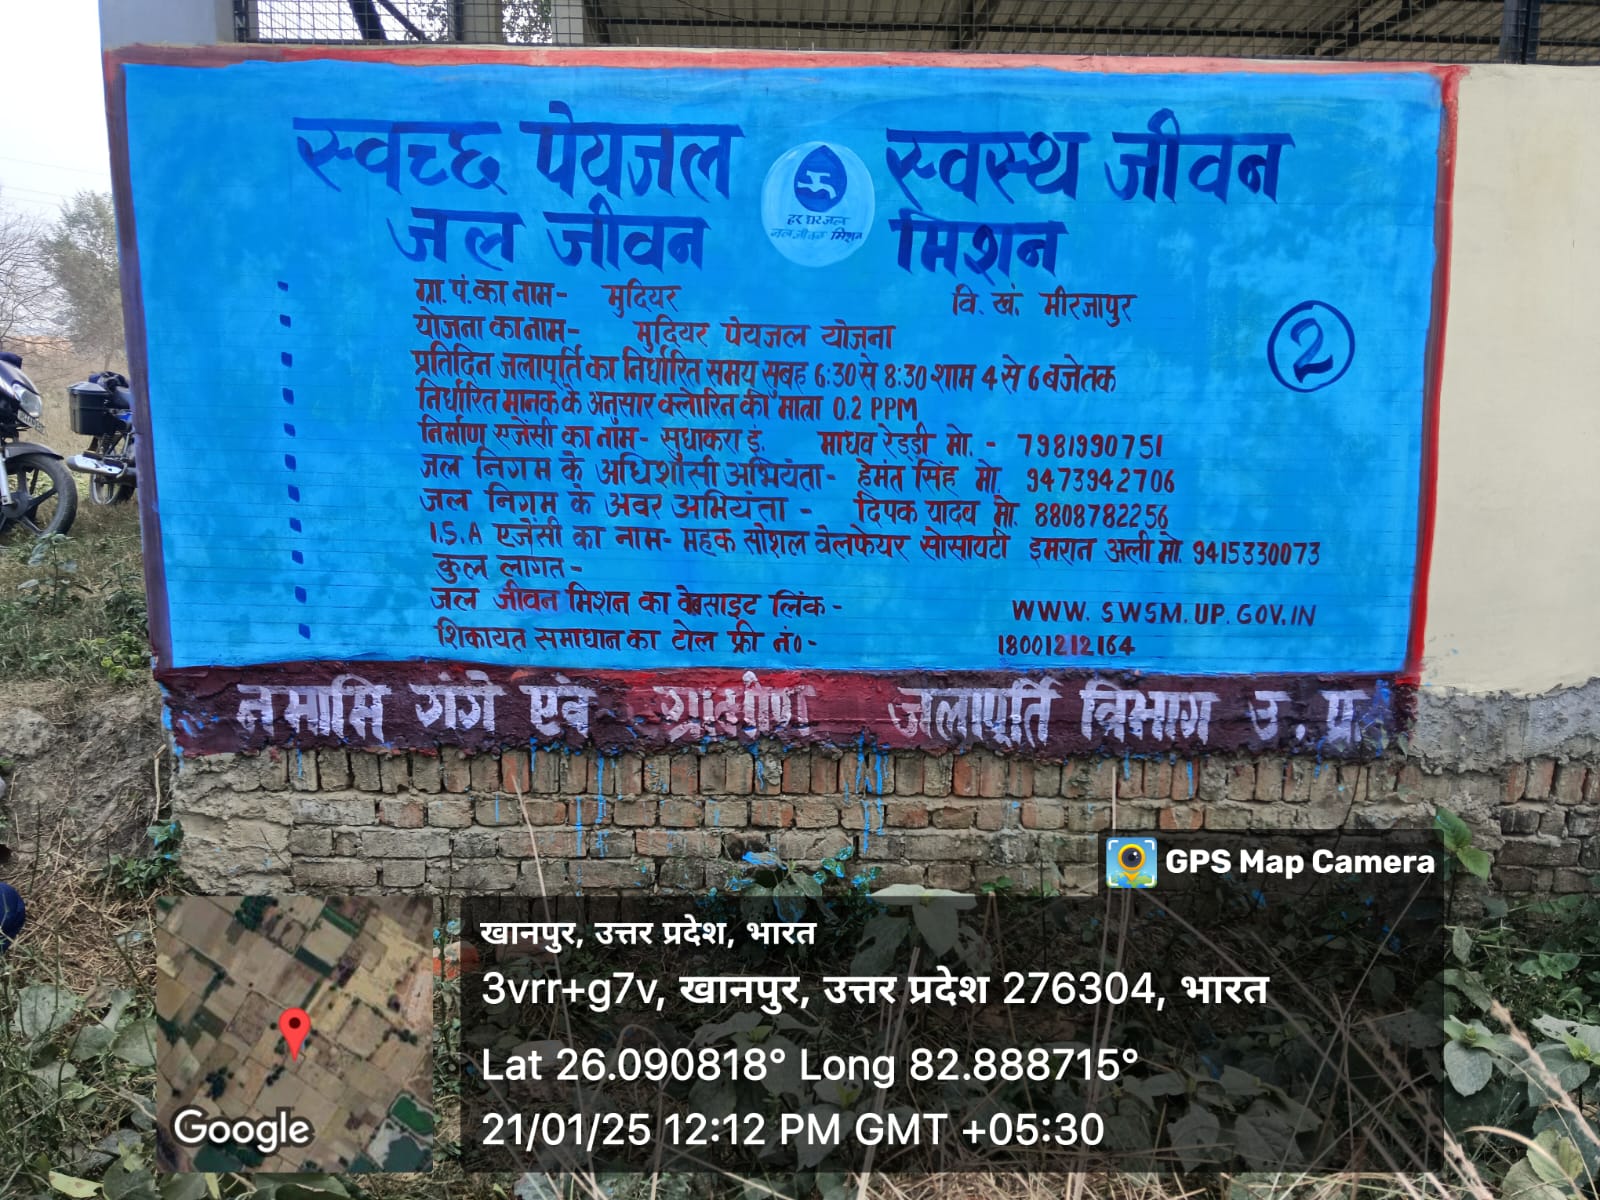 स्वच्छ पेयजल स्वस्थ जीवन
जल जीवन मिशन
हर घर जल
जल जीवन मिशन
ग्रा. पं. का नाम- मुदियर वि. खं. मीरजापुर
योजना का नाम- मुदियर पेयजल योजना
2
प्रतिदिन जलापूर्ति का निर्धारित समय सुबह 6:30 से 8:30 शाम 4 से 6 बजे तक
निर्धारित मानक के अनुसार क्लोरिन की मात्रा 0.2 PPM
निर्माण एजेंसी का नाम- सुधाकरा इं. माधव रेड्डी मो. - 7981990751
जल निगम के अधिशासी अभियंता- हेमंत सिंह मो. 9473942706
जल निगम के अवर अभियंता - दिपक यादव मो. 8808782256
I.S.A एजेंसी का नाम- महक सोशल वेलफेयर सोसायटी इमरान अली मो. 9415330073
कुल लागत-
जल जीवन मिशन का वेबसाइट लिंक- WWW.SWSM.UP.GOV.IN
शिकायत समाधान का टोल फ्री नं०- 18001212164
नमामि गंगे एवं ग्रामीण जलापूर्ति विभाग उ. प्र.
GPS Map Camera
खानपुर, उत्तर प्रदेश, भारत
3vrr+g7v, खानपुर, उत्तर प्रदेश 276304, भारत
Lat 26.090818° Long 82.888715°
21/01/25 12:12 PM GMT +05:30
Google